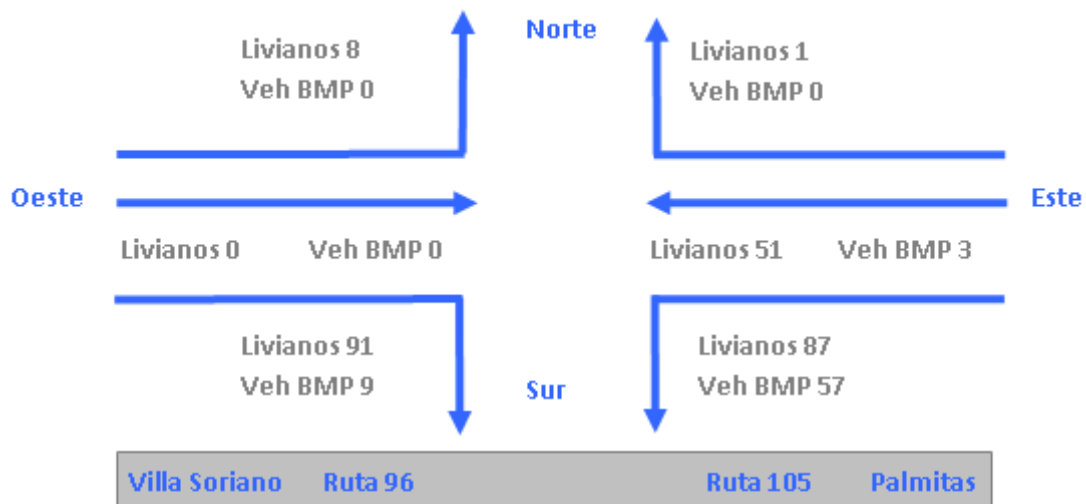 Norte
Livianos 8
Veh BMP 0
Livianos 1
Veh BMP 0
Oeste
Este
Livianos 0 Veh BMP 0
Livianos 51 Veh BMP 3
Livianos 91
Veh BMP 9
Livianos 87
Veh BMP 57
Sur
Villa Soriano Ruta 96 Ruta 105 Palmitas